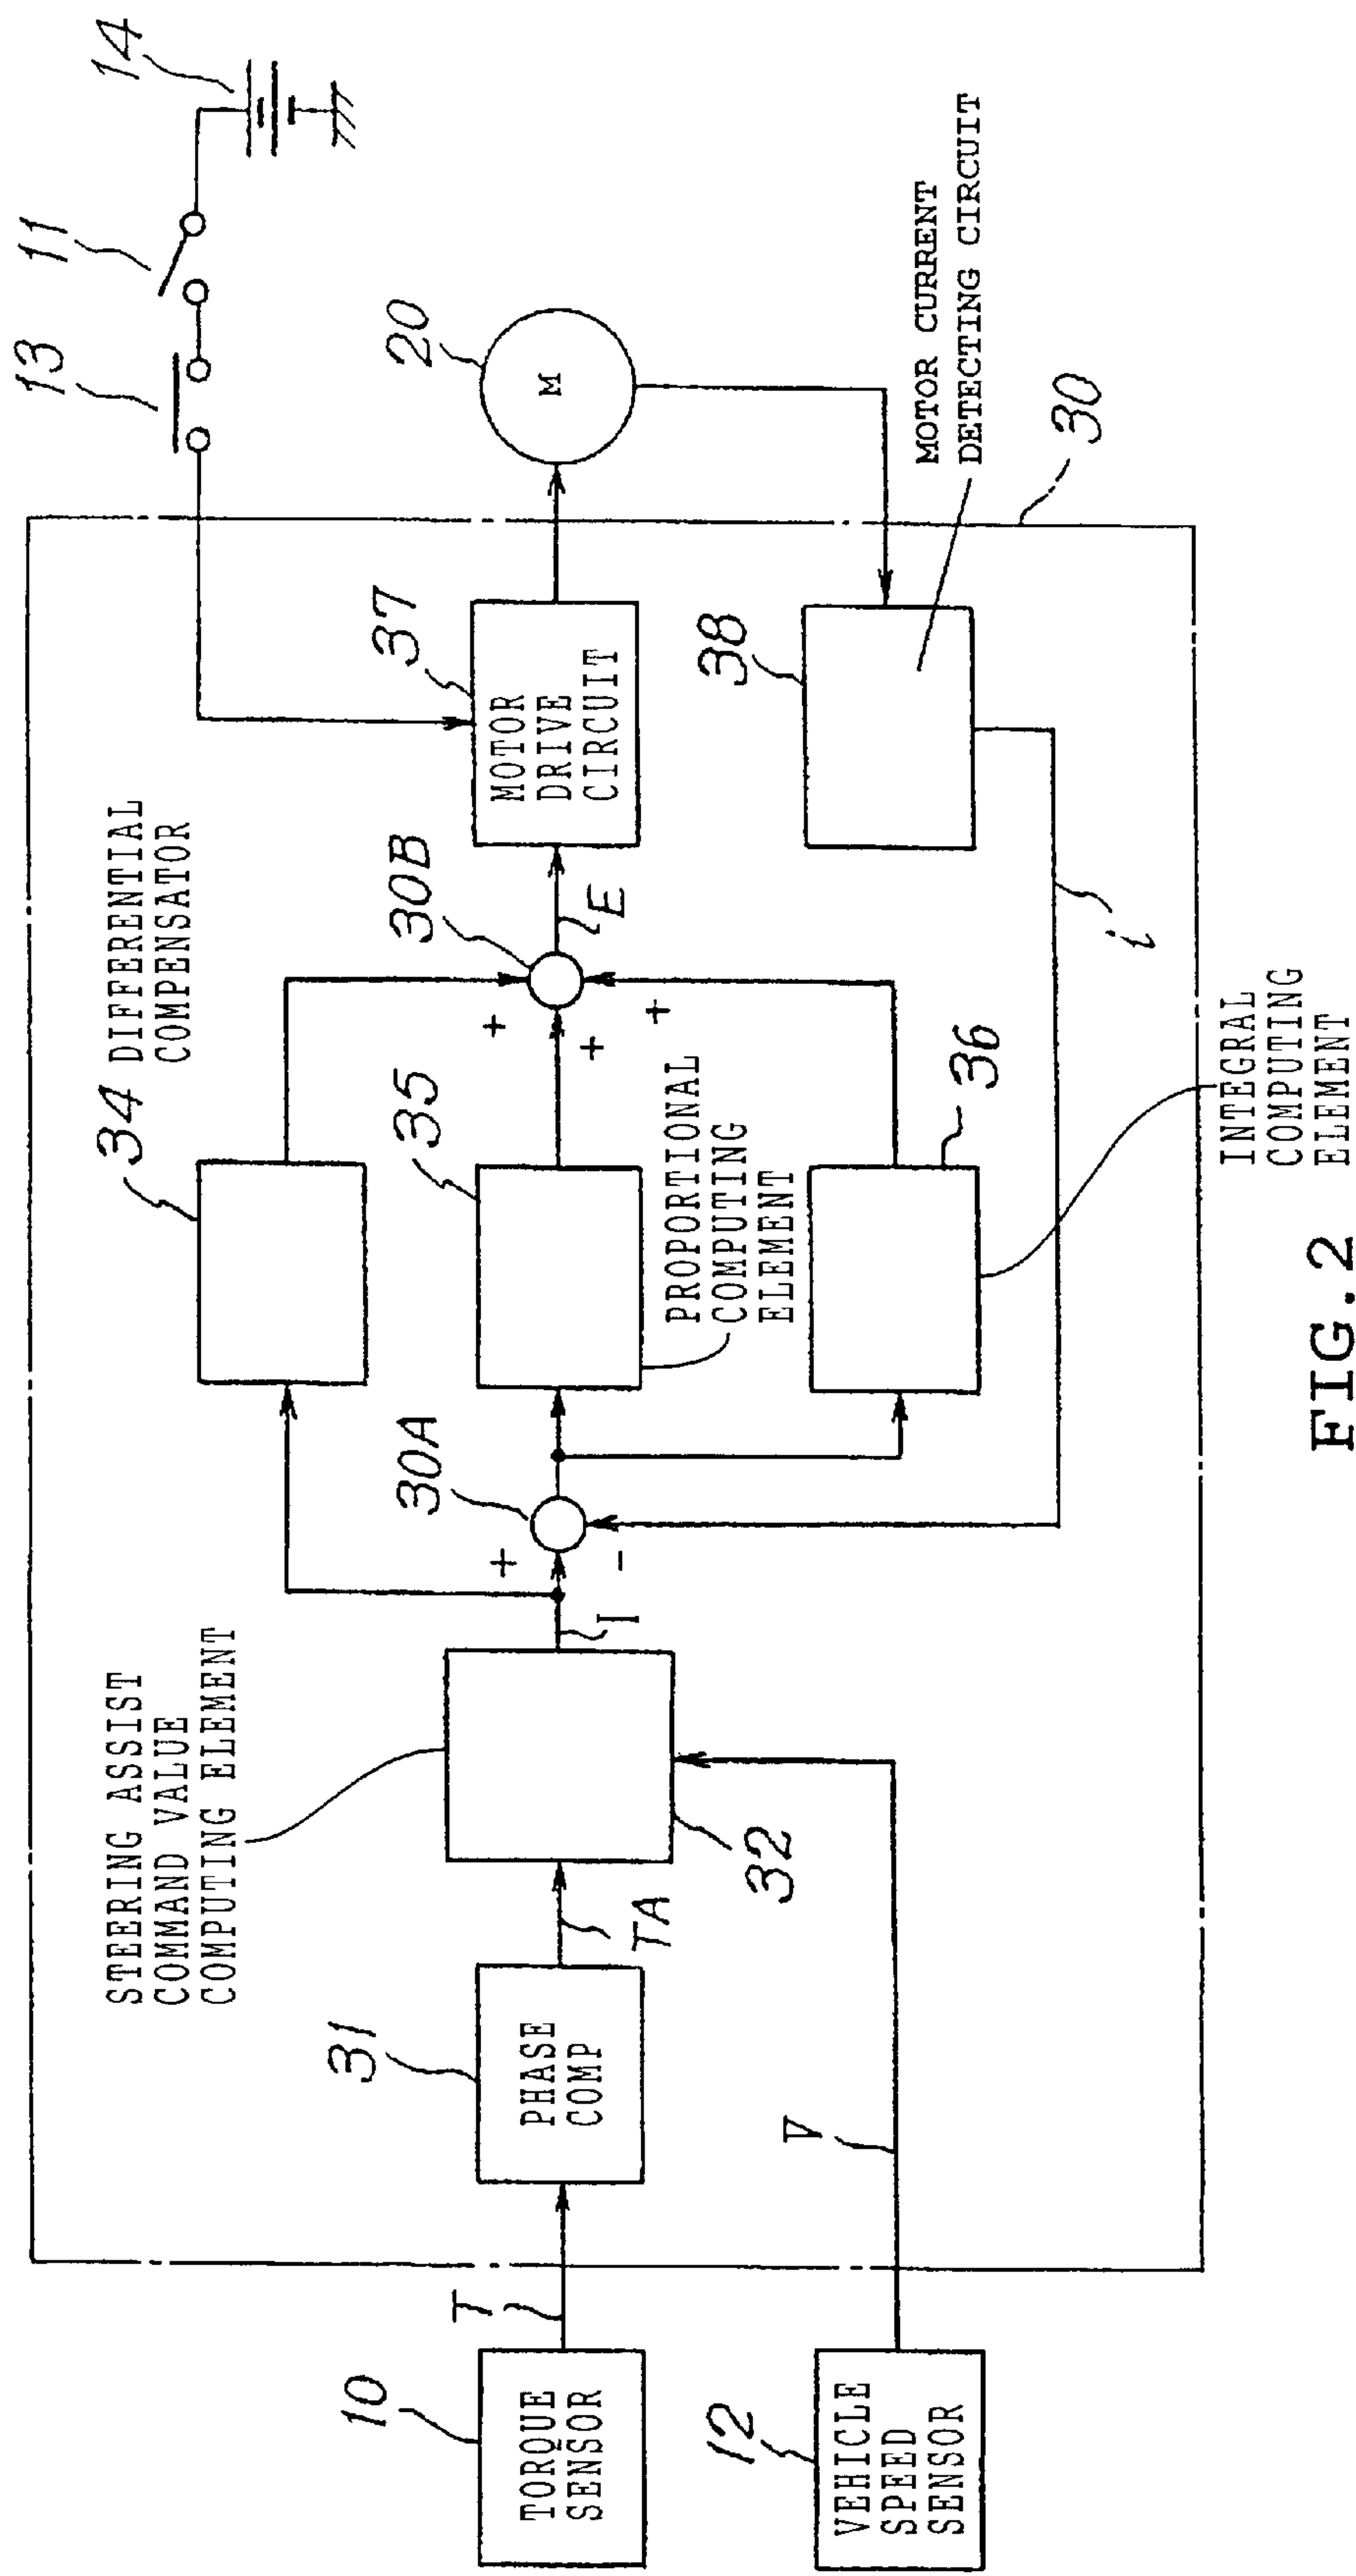 14
11
13
20
M
MOTOR CURRENT
DETECTING CIRCUIT
30
37
MOTOR
DRIVE
CIRCUIT
38
DIFFERENTIAL
COMPENSATOR
34
30B
E
+
+
+
i
35
PROPORTIONAL
COMPUTING
ELEMENT
36
INTEGRAL
COMPUTING
ELEMENT
30A
+
-
I
STEERING ASSIST
COMMAND VALUE
COMPUTING ELEMENT
32
TA
31
PHASE
COMP
V
T
10
TORQUE
SENSOR
12
VEHICLE
SPEED
SENSOR
FIG.2